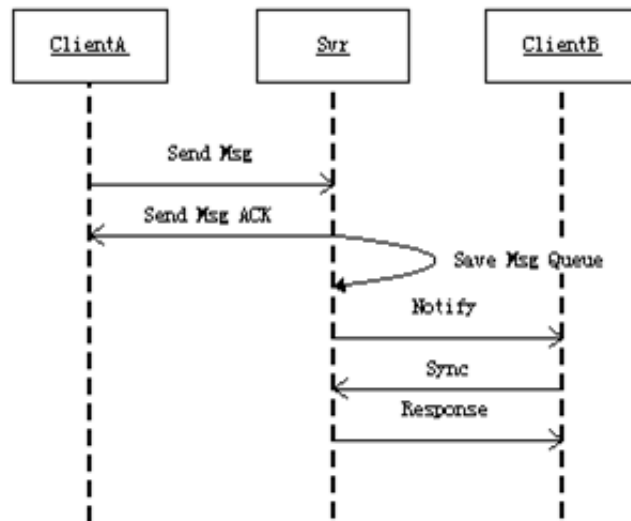 ClientA
Svr
ClientB
Send Msg
Send Msg ACK
Save Msg Queue
Notify
Sync
Response